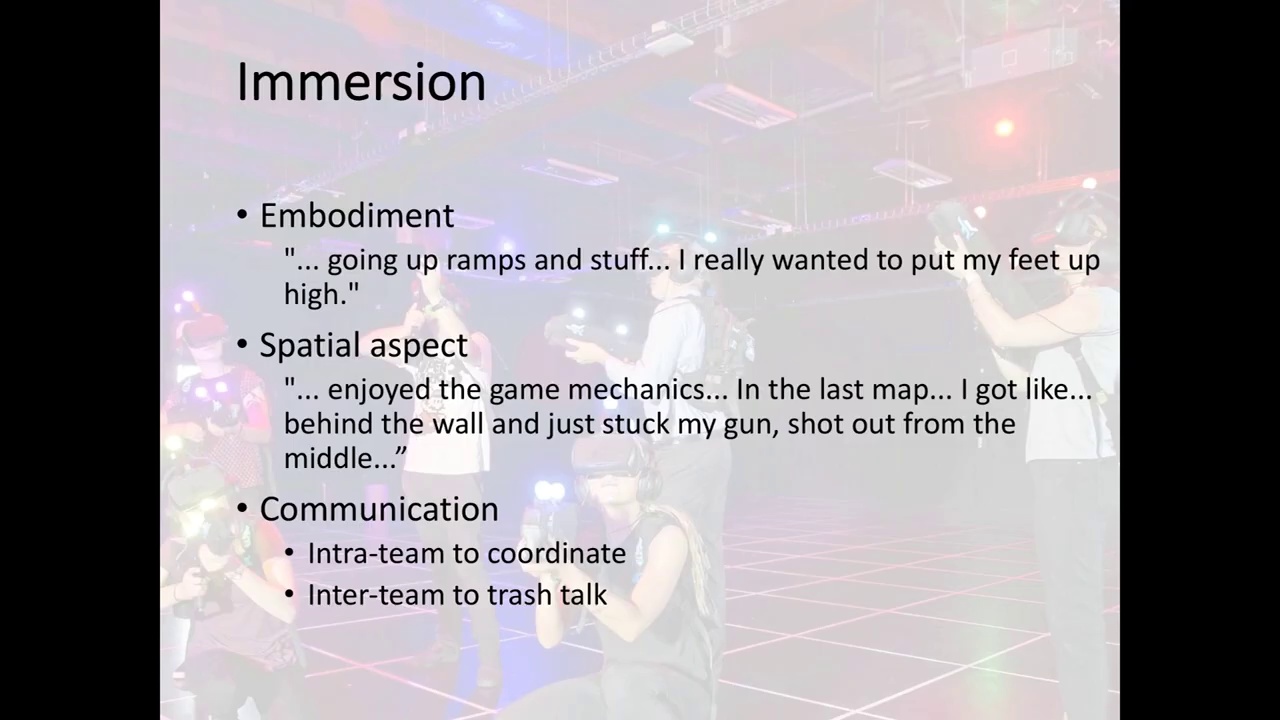 Immersion
• Embodiment
"... going up ramps and stuff... I really wanted to put my feet up
high."
• Spatial aspect
"... enjoyed the game mechanics... In the last map... I got like...
behind the wall and just stuck my gun, shot out from the
middle...”
• Communication
• Intra-team to coordinate
• Inter-team to trash talk